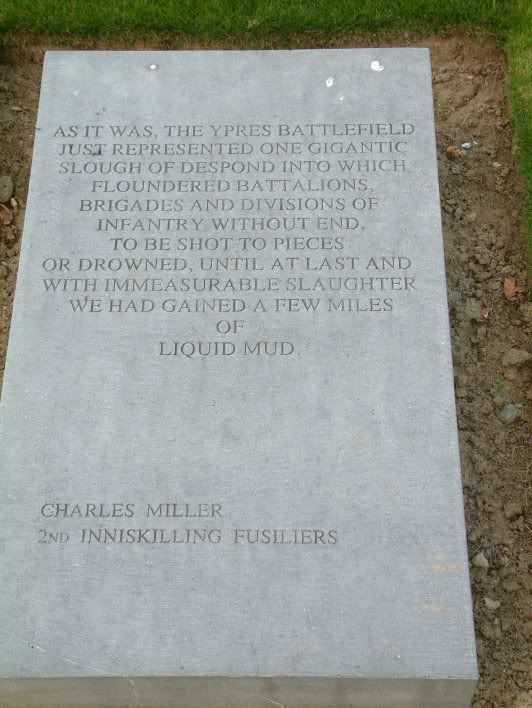 AS IT WAS, THE YPRES BATTLEFIELD
JUST REPRESENTED ONE GIGANTIC
SLOUGH OF DESPOND INTO WHICH
FLOUNDERED BATTALIONS,
BRIGADES AND DIVISIONS OF
INFANTRY WITHOUT END,
TO BE SHOT TO PIECES
OR DROWNED, UNTIL AT LAST AND
WITH IMMEASURABLE SLAUGHTER
WE HAD GAINED A FEW MILES
OF
LIQUID MUD.
CHARLES MILLER
2ND INNISKILLING FUSILIERS